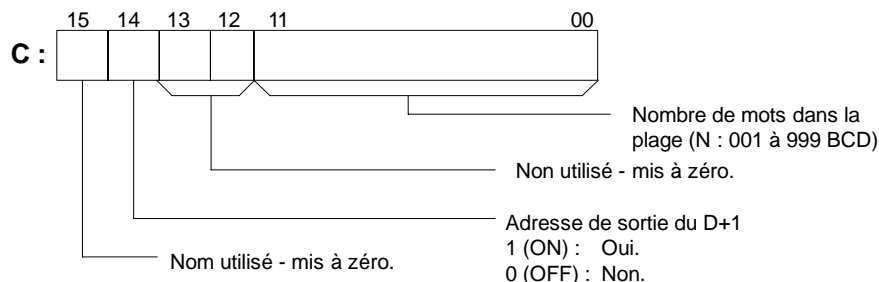 15 14 13 12 11 00
C :
Nombre de mots dans la
plage (N : 001 à 999 BCD)
Non utilisé - mis à zéro.
Adresse de sortie du D+1
1 (ON) : Oui.
0 (OFF) : Non.
Nom utilisé - mis à zéro.